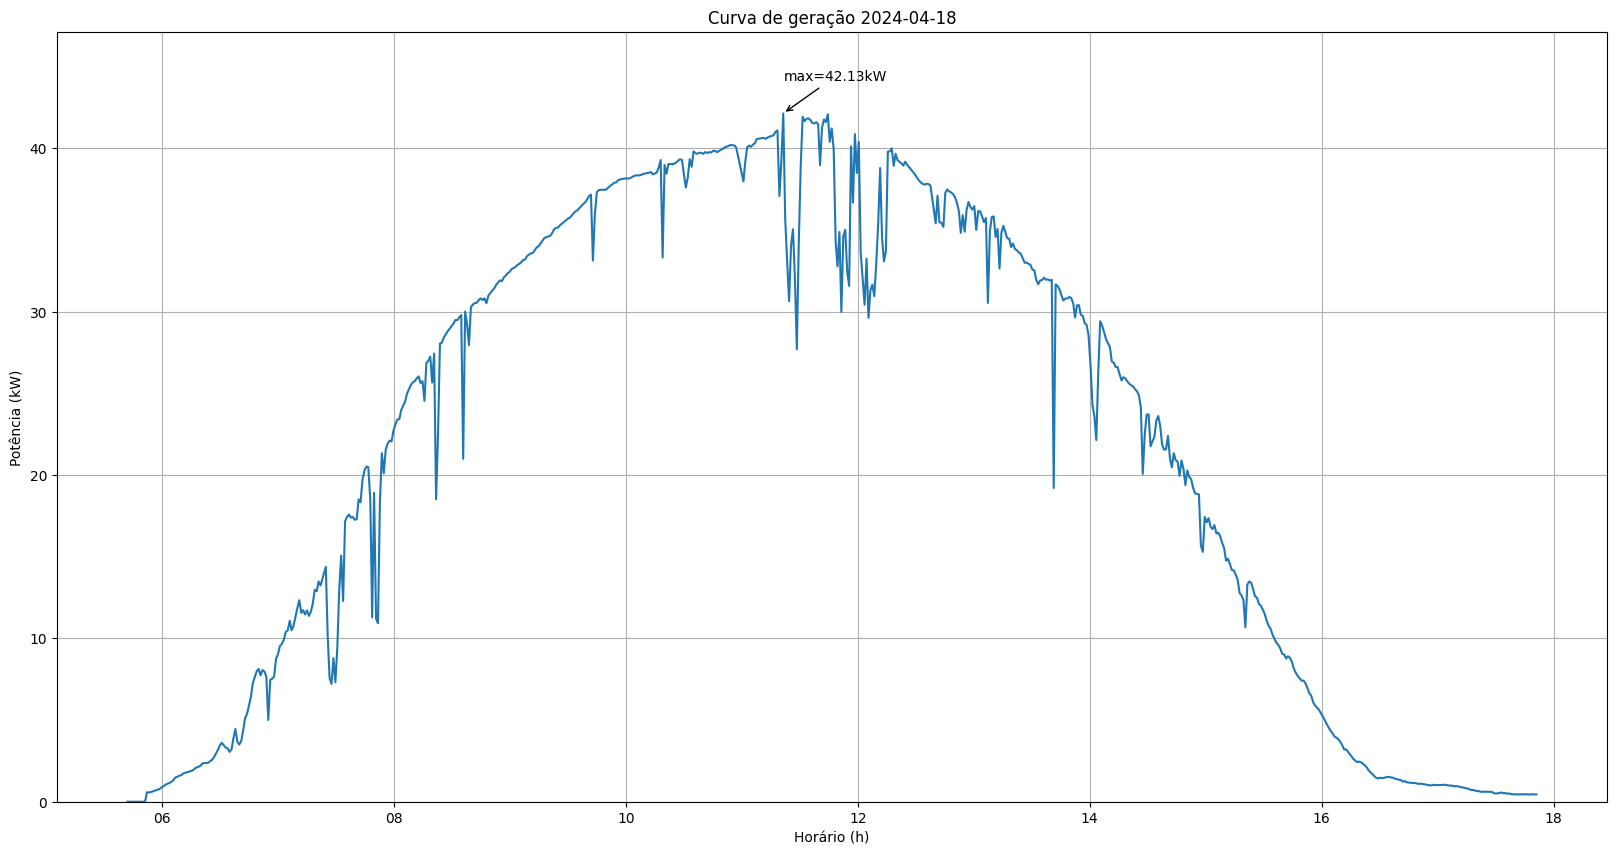 Curva de geração 2024-04-18
max=42.13kW
40
30
20
10
0
Potência (kW)
06 08 10 12 14 16 18
Horário (h)